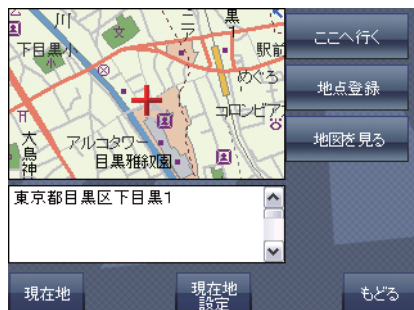 川
ニア
黒
1
下目黒小
駅前
めぐろ
コロンビア
アルコタワー
目黒雅叙園
大鳥神
ここへ行く
地点登録
地図を見る
東京都目黒区下目黒1
現在地
現在地
設定
もどる